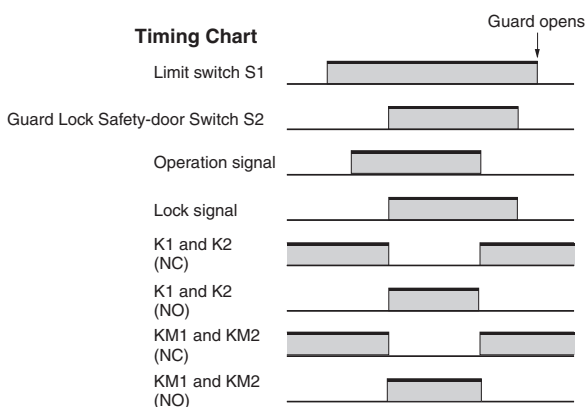 Guard opens
Timing Chart
Limit switch S1
Guard Lock Safety-door Switch S2
Operation signal
Lock signal
K1 and K2
(NC)
K1 and K2
(NO)
KM1 and KM2
(NC)
KM1 and KM2
(NO)